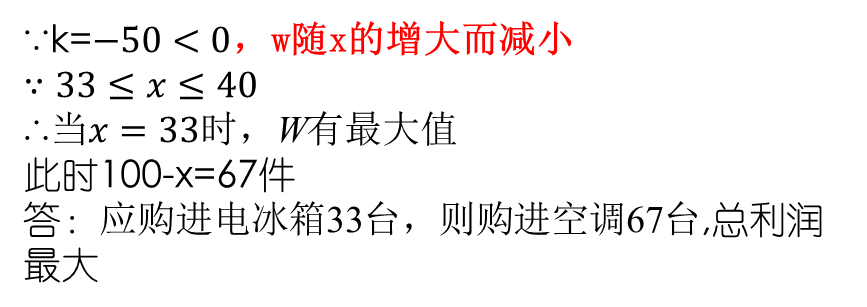 ∵k=−50 < 0，w随x的增大而减小
∵ 33 ≤ x ≤ 40
∴当x = 33时，W有最大值
此时100-x=67件
答：应购进电冰箱33台，则购进空调67台,总利润
最大